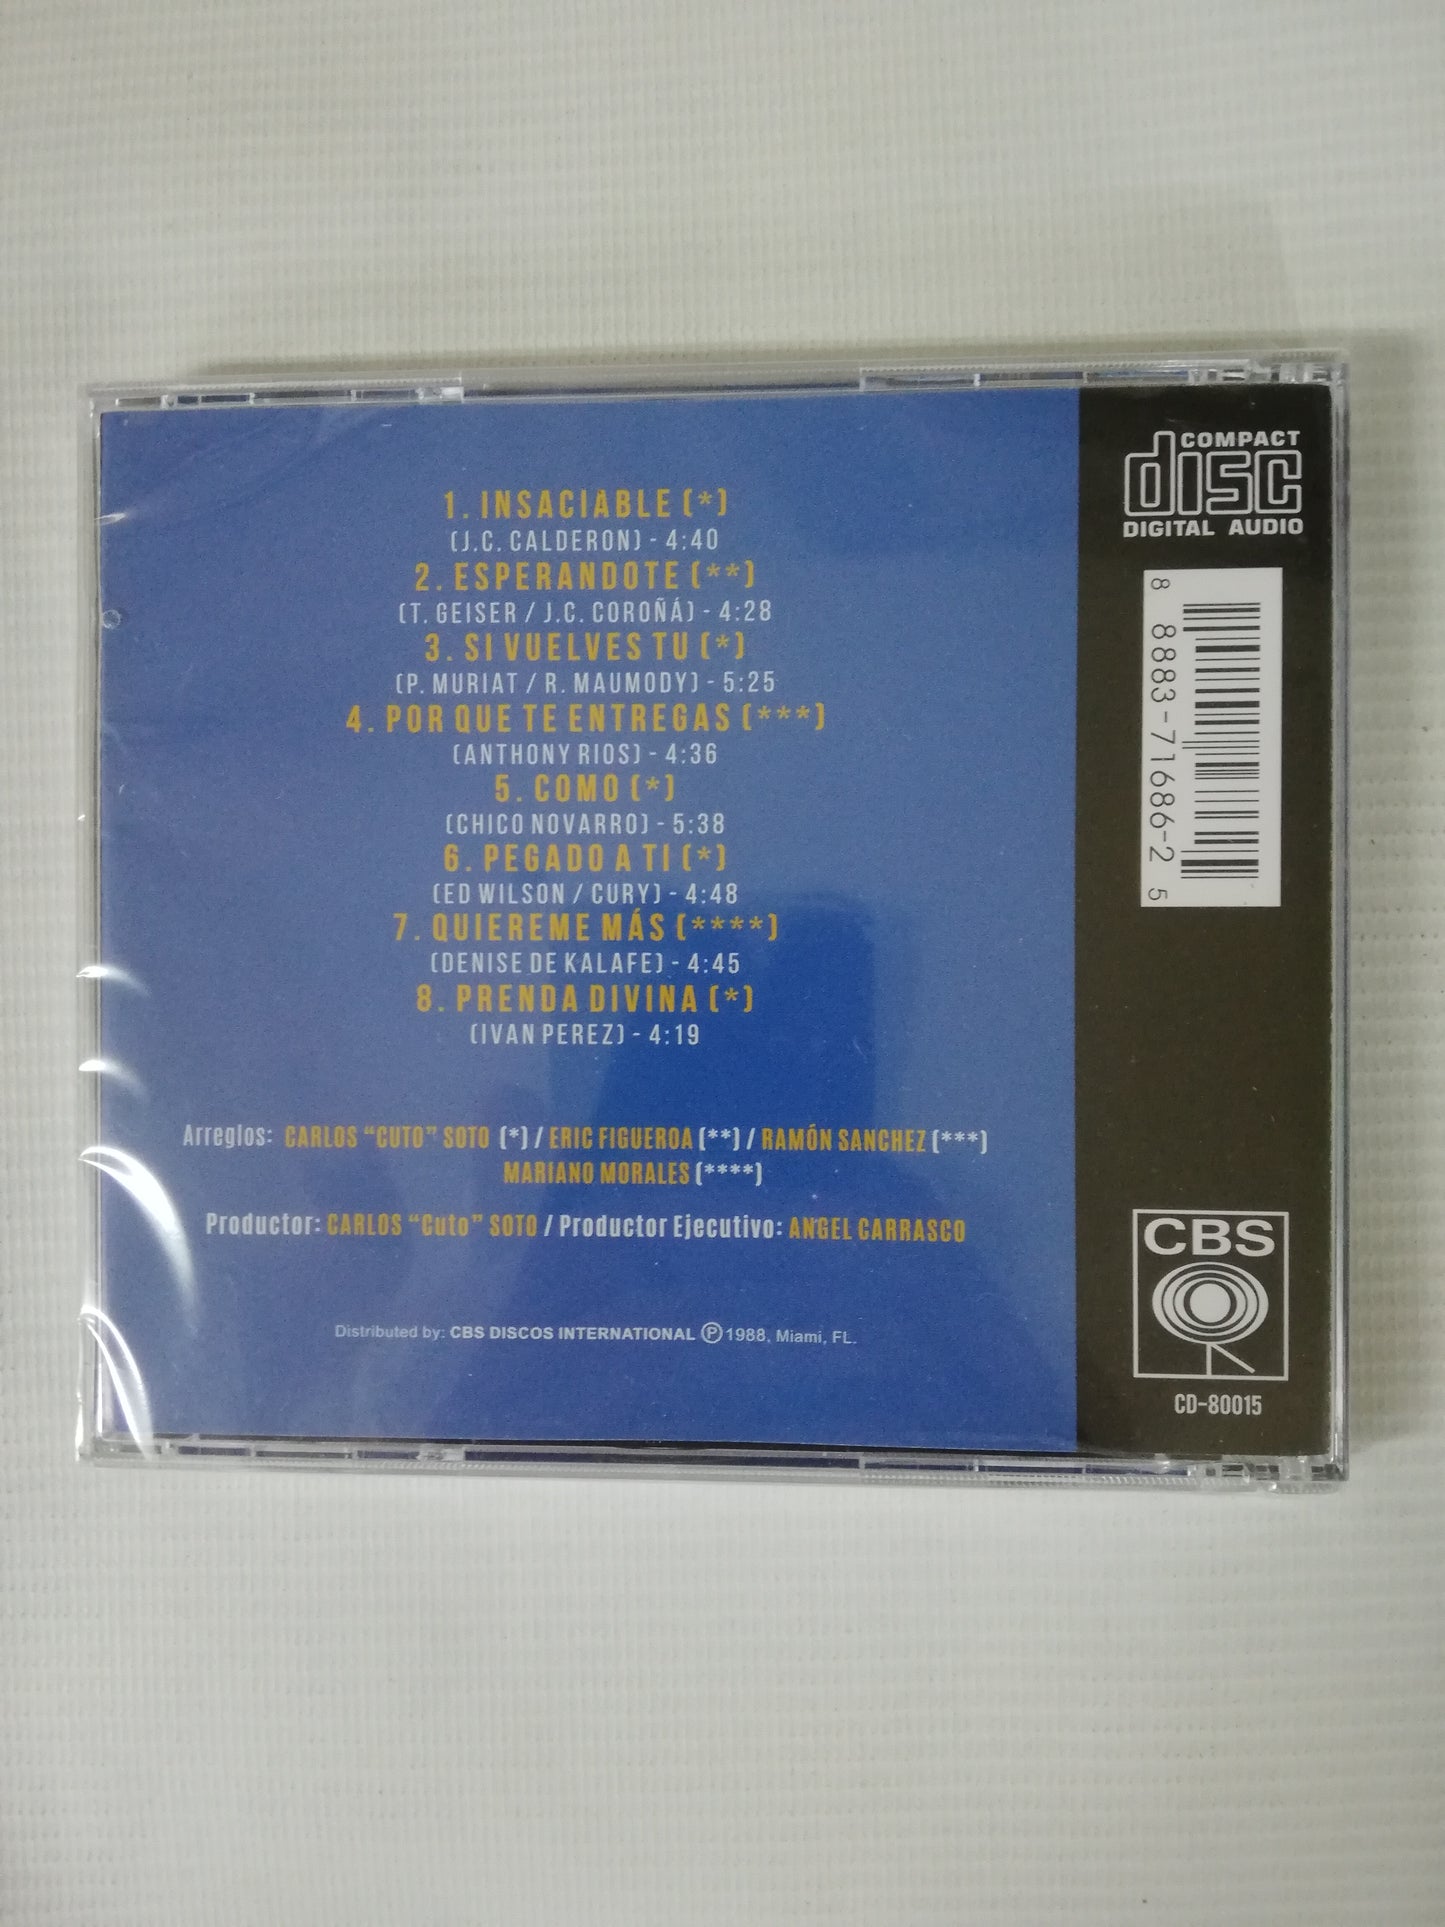 1. INSACIABLE (*)
(J.C. CALDERON) - 4:40
2. ESPERANDOTE (**)
(T. GEISER / J.C. COROÑÁ) - 4:28
3. SI VUELVES TU (*)
(P. MURIAT / R. MAUMODY) - 5:25
4. POR QUE TE ENTREGAS (***)
(ANTHONY RIOS) - 4:36
5. COMO (*)
(CHICO NOVARRO) - 5:38
6. PEGADO A TI (*)
(ED WILSON / CURY) - 4:48
7. QUIEREME MÁS (****)
(DENISE DE KALAFE) - 4:45
8. PRENDA DIVINA (*)
(IVAN PEREZ) - 4:19
Arreglos: CARLOS "CUTO" SOTO (*) / ERIC FIGUEROA (**) / RAMÓN SANCHEZ (***)
MARIANO MORALES (****)
Productor: CARLOS "Cuto" SOTO / Productor Ejecutivo: ANGEL CARRASCO
Distributed by: CBS DISCOS INTERNATIONAL Ⓟ 1988, Miami, FL.
COMPACT
disc
DIGITAL AUDIO
8 8883-71686-2 5
CBS
CD-80015